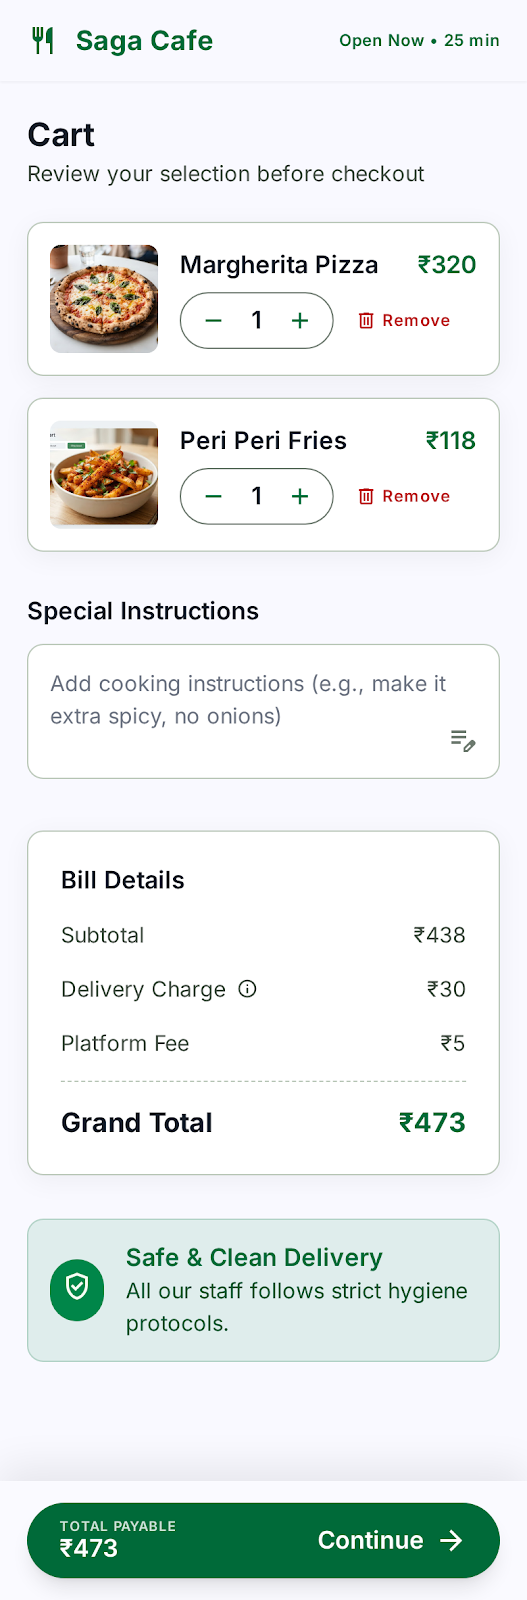 Saga Cafe
Open Now • 25 min
Cart
Review your selection before checkout
Margherita Pizza ₹320
− 1 + Remove
Peri Peri Fries ₹118
− 1 + Remove
Special Instructions
Add cooking instructions (e.g., make it
extra spicy, no onions)
Bill Details
Subtotal ₹438
Delivery Charge ₹30
Platform Fee ₹5
Grand Total ₹473
Safe & Clean Delivery
All our staff follows strict hygiene
protocols.
TOTAL PAYABLE
₹473
Continue →